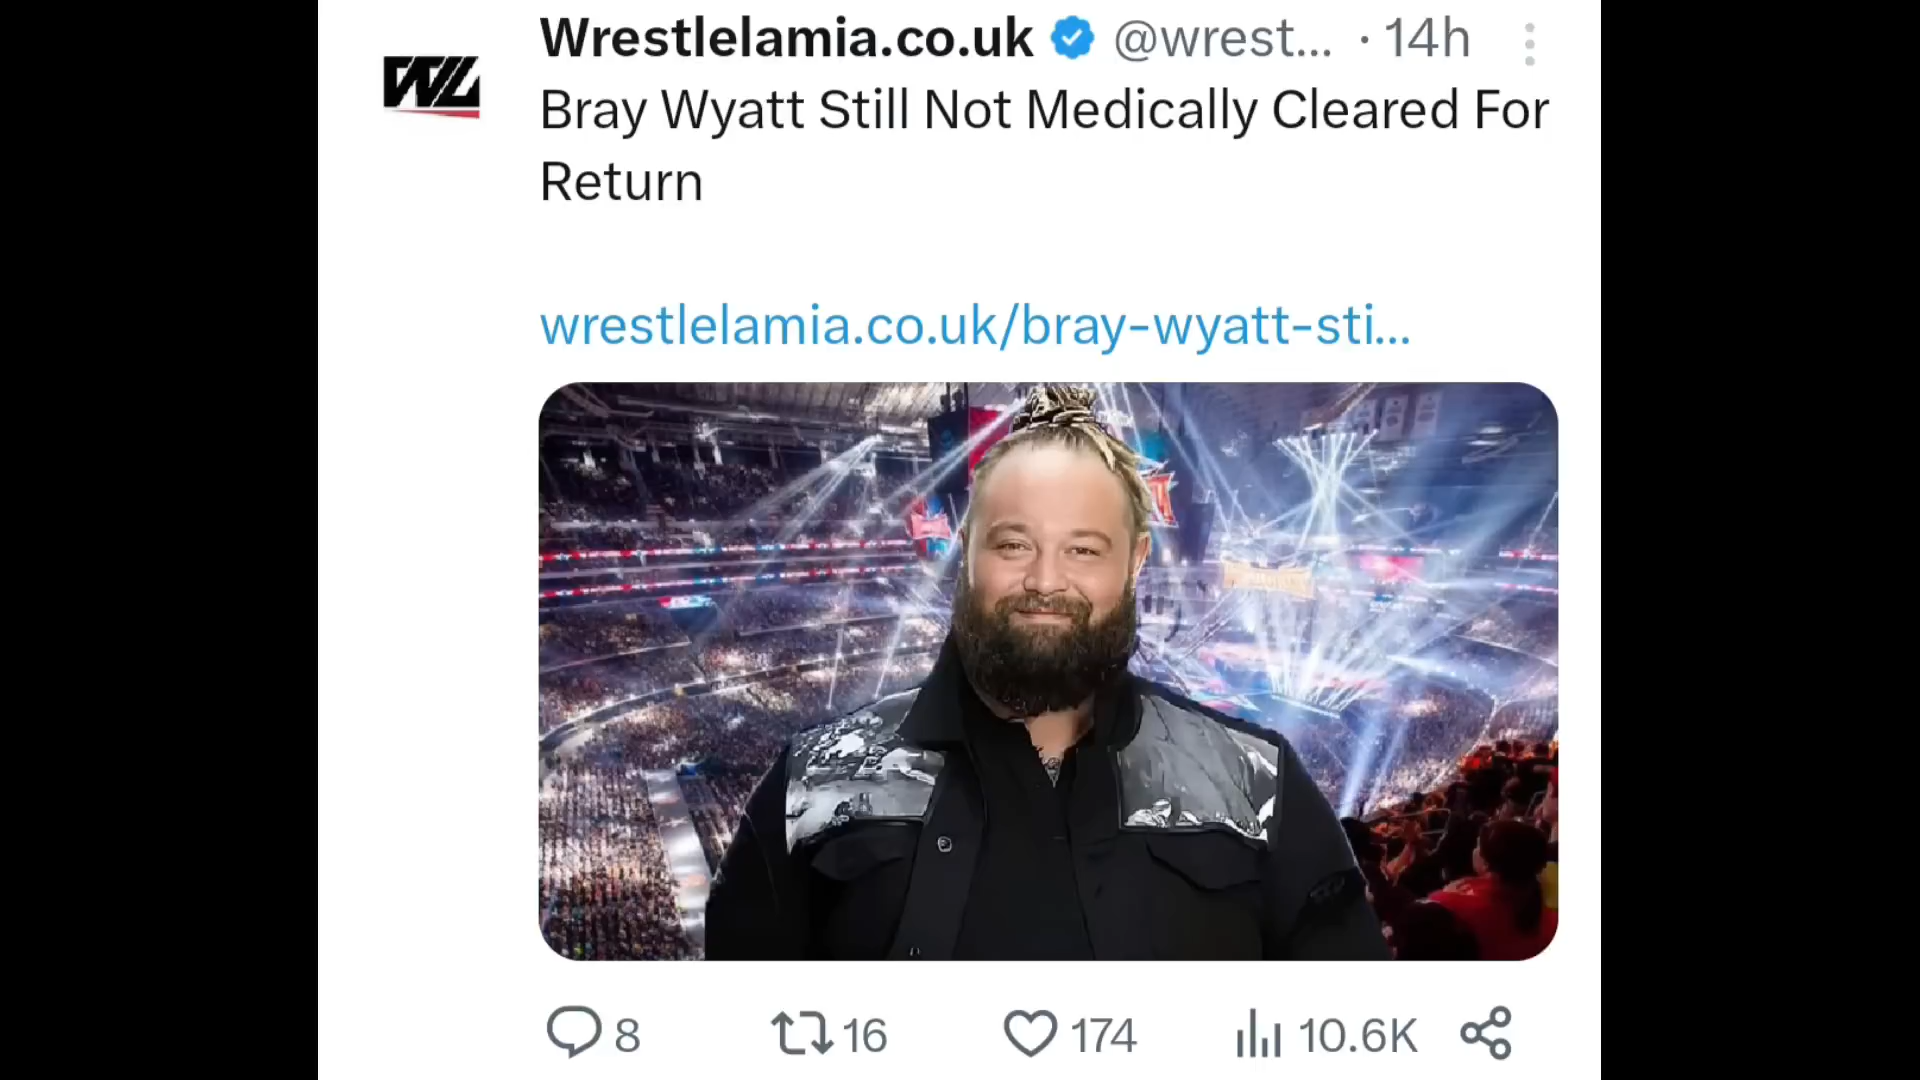 Wrestlelamia.co.uk @wrest... · 14h
WL
Bray Wyatt Still Not Medically Cleared For
Return
wrestlelamia.co.uk/bray-wyatt-sti...
8 16 174 10.6K